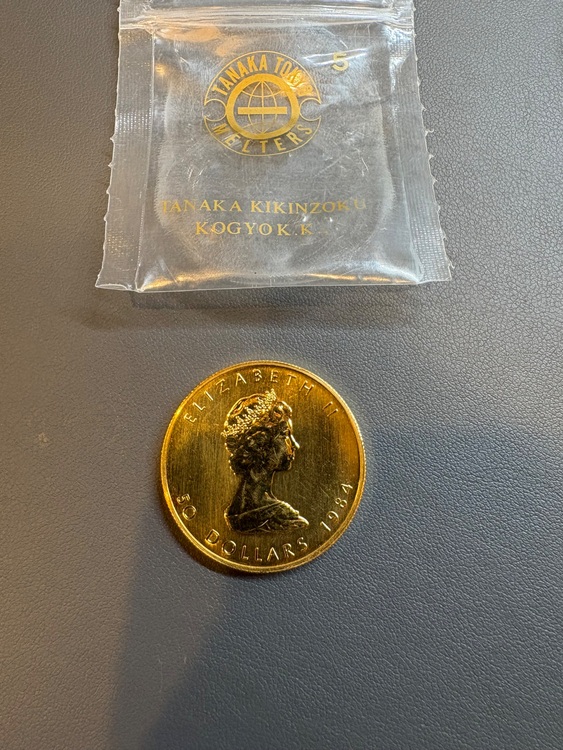 TANAKA TOKYO
MELTERS
S
TANAKA KIKINZOKU
KOGYO K.K.
ELIZABETH II
50 DOLLARS 1984